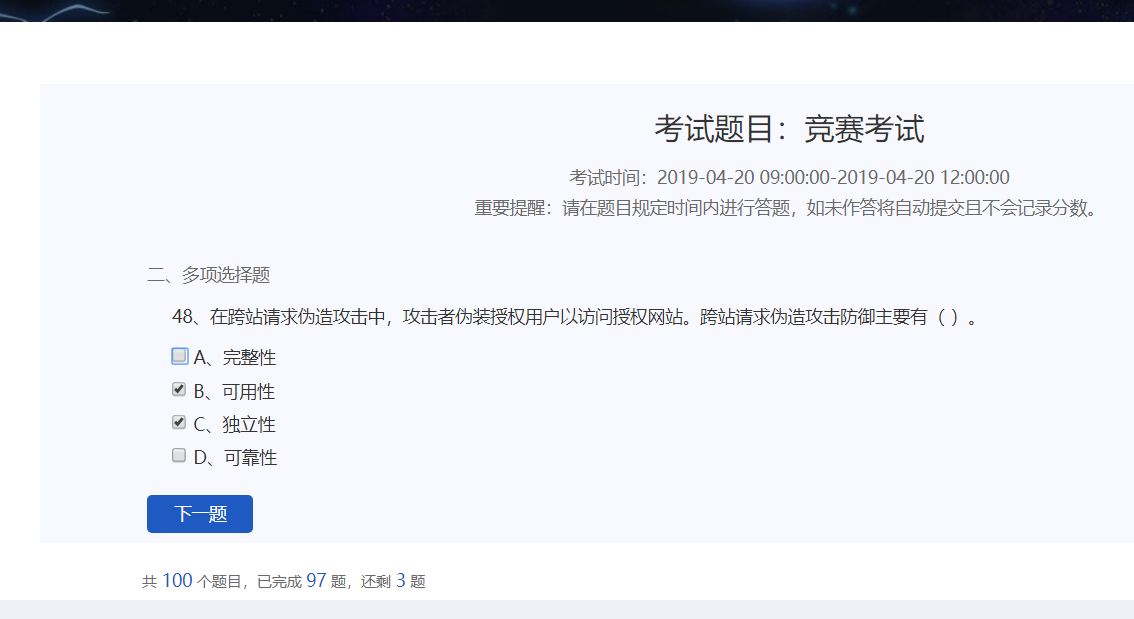 考试题目：竞赛考试
考试时间：2019-04-20 09:00:00-2019-04-20 12:00:00
重要提醒：请在题目规定时间内进行答题，如未作答将自动提交且不会记录分数。
二、多项选择题
48、在跨站请求伪造攻击中，攻击者伪装授权用户以访问授权网站。跨站请求伪造攻击防御主要有（ ）。
A、完整性
B、可用性
C、独立性
D、可靠性
下一题
共 100 个题目，已完成 97 题，还剩 3 题